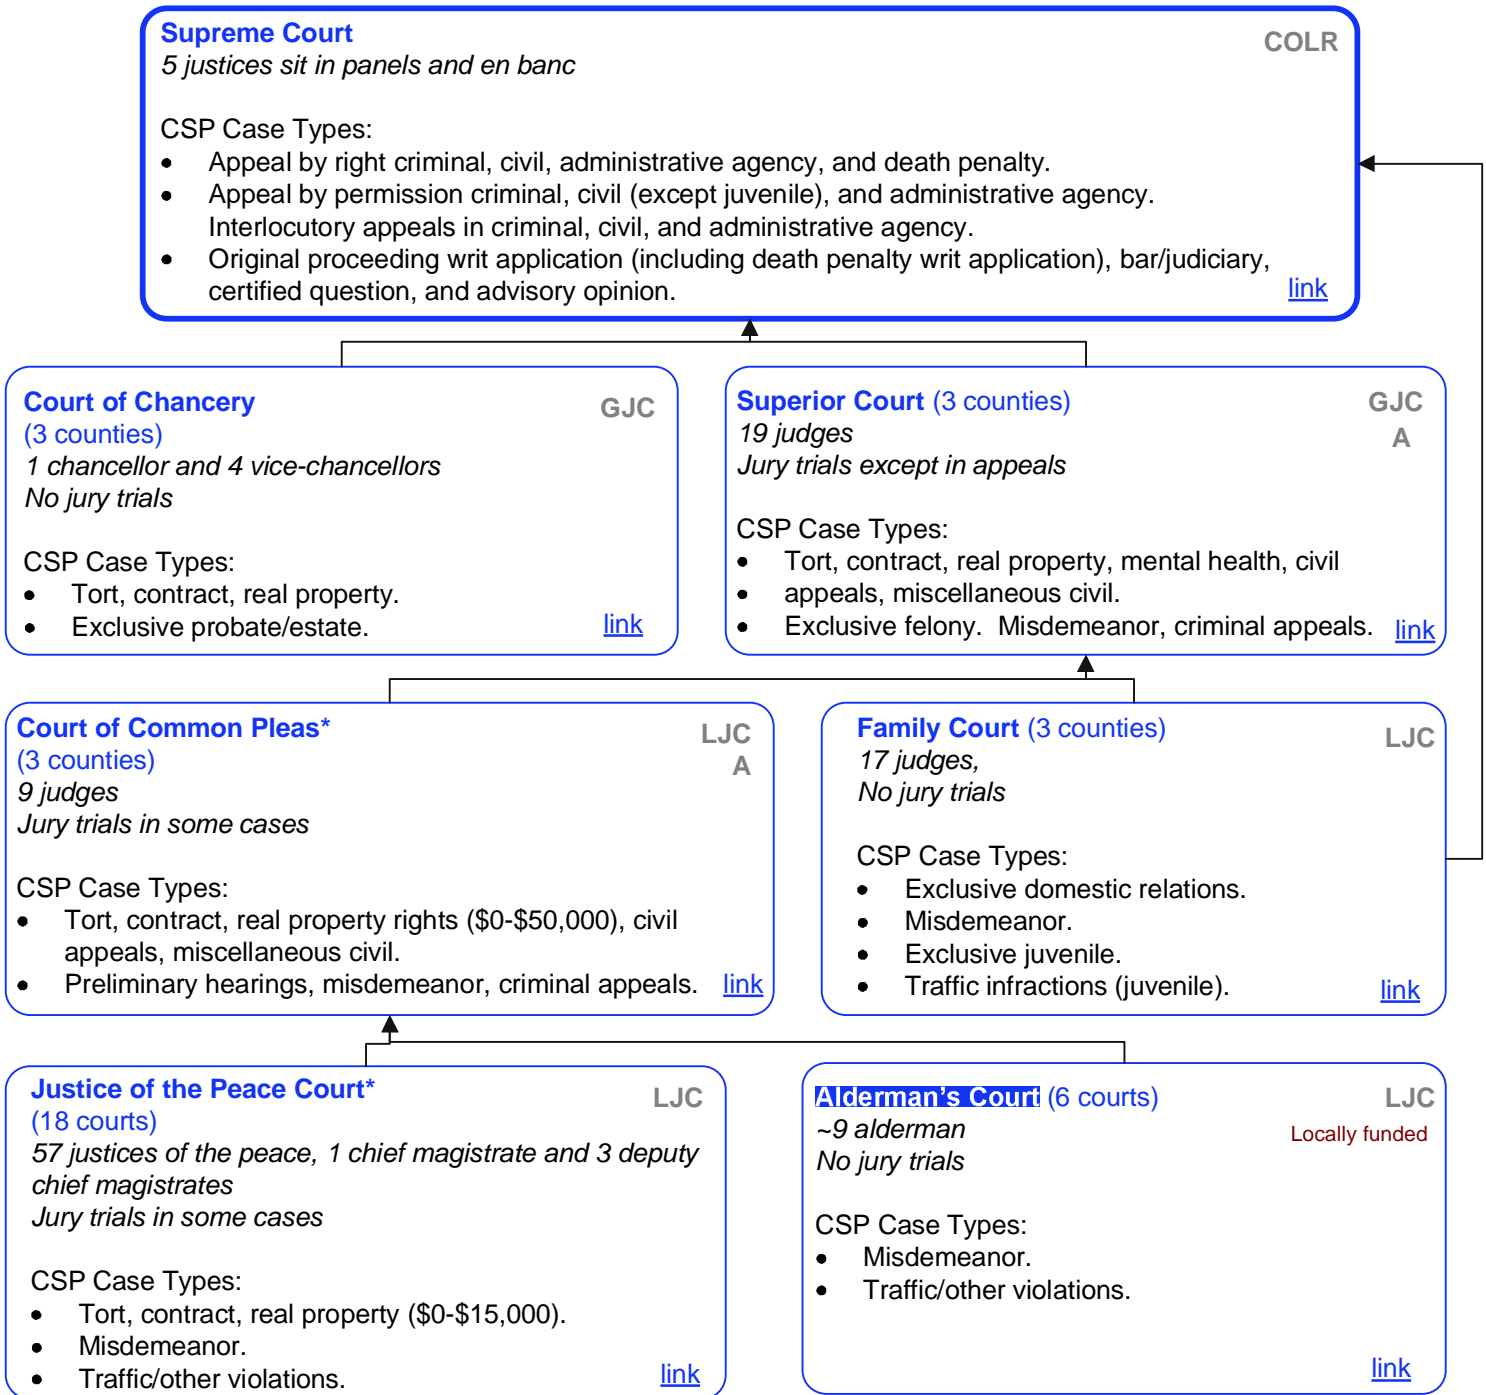 Supreme Court
COLR
5 justices sit in panels and en banc
CSP Case Types:
• Appeal by right criminal, civil, administrative agency, and death penalty.
• Appeal by permission criminal, civil (except juvenile), and administrative agency.
Interlocutory appeals in criminal, civil, and administrative agency.
• Original proceeding writ application (including death penalty writ application), bar/judiciary,
certified question, and advisory opinion.
link
Court of Chancery
GJC
(3 counties)
1 chancellor and 4 vice-chancellors
No jury trials
CSP Case Types:
• Tort, contract, real property.
• Exclusive probate/estate.
link
Superior Court (3 counties)
GJC
A
19 judges
Jury trials except in appeals
CSP Case Types:
• Tort, contract, real property, mental health, civil
• appeals, miscellaneous civil.
• Exclusive felony. Misdemeanor, criminal appeals.
link
Court of Common Pleas*
LJC
A
(3 counties)
9 judges
Jury trials in some cases
CSP Case Types:
• Tort, contract, real property rights ($0-$50,000), civil
appeals, miscellaneous civil.
• Preliminary hearings, misdemeanor, criminal appeals.
link
Family Court (3 counties)
LJC
17 judges,
No jury trials
CSP Case Types:
• Exclusive domestic relations.
• Misdemeanor.
• Exclusive juvenile.
• Traffic infractions (juvenile).
link
Justice of the Peace Court*
LJC
(18 courts)
57 justices of the peace, 1 chief magistrate and 3 deputy
chief magistrates
Jury trials in some cases
CSP Case Types:
• Tort, contract, real property ($0-$15,000).
• Misdemeanor.
• Traffic/other violations.
link
Alderman's Court (6 courts)
LJC
Locally funded
~9 alderman
No jury trials
CSP Case Types:
• Misdemeanor.
• Traffic/other violations.
link